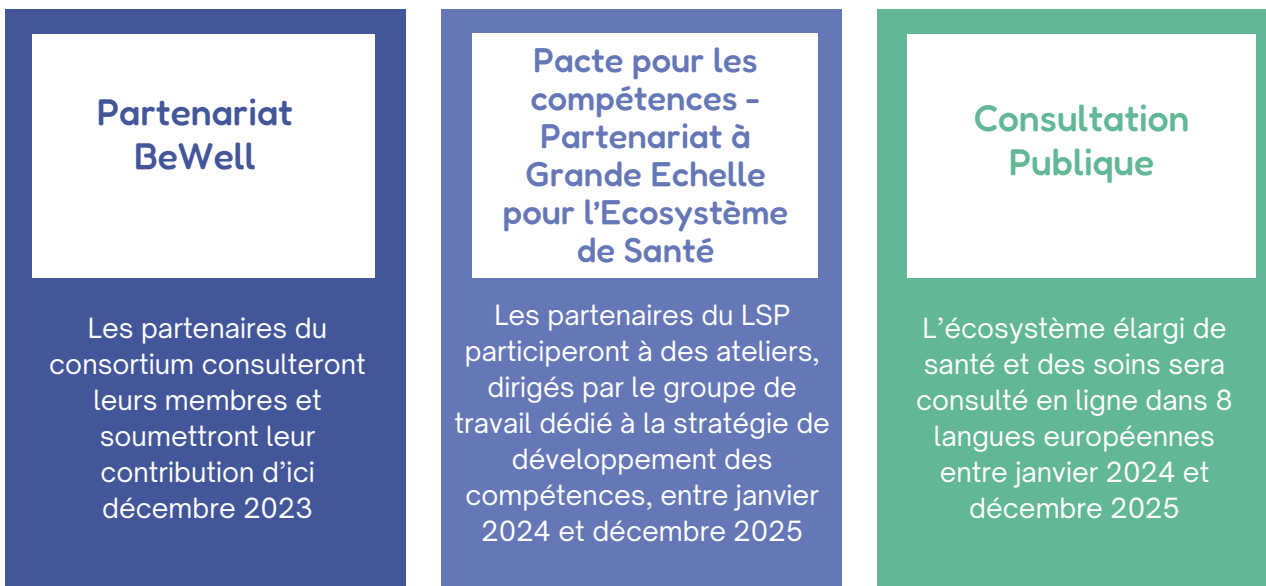 Partenariat
BeWell
Les partenaires du
consortium consulteront
leurs membres et
soumettront leur
contribution d’ici
décembre 2023
Pacte pour les
compétences -
Partenariat à
Grande Echelle
pour l’Ecosystème
de Santé
Les partenaires du LSP
participeront à des ateliers,
dirigés par le groupe de
travail dédié à la stratégie de
développement des
compétences, entre janvier
2024 et décembre 2025
Consultation
Publique
L’écosystème élargi de
santé et des soins sera
consulté en ligne dans 8
langues européennes
entre janvier 2024 et
décembre 2025